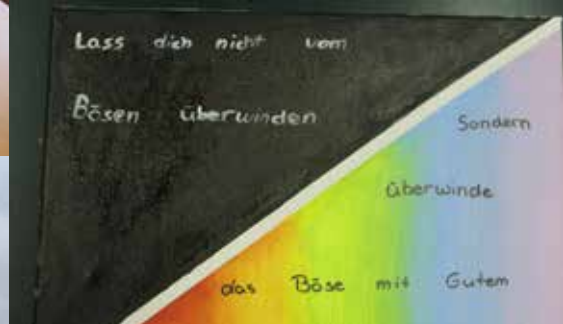 Lass dich nicht vom
Bösen überwinden
Sondern
überwinde
das Böse mit Gutem